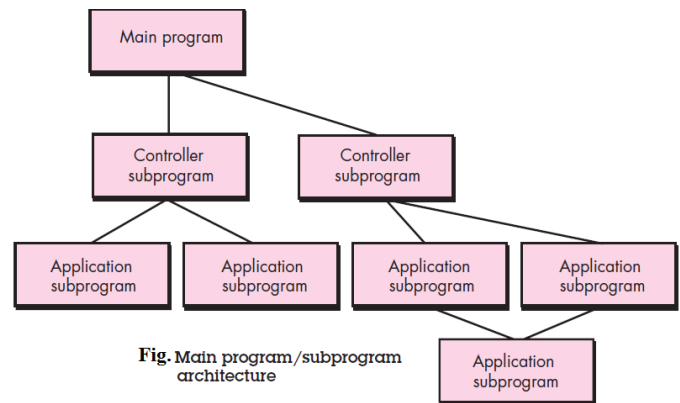 Main program
Controller
subprogram
Controller
subprogram
Application
subprogram
Application
subprogram
Application
subprogram
Application
subprogram
Application
subprogram
Fig. Main program/subprogram
architecture